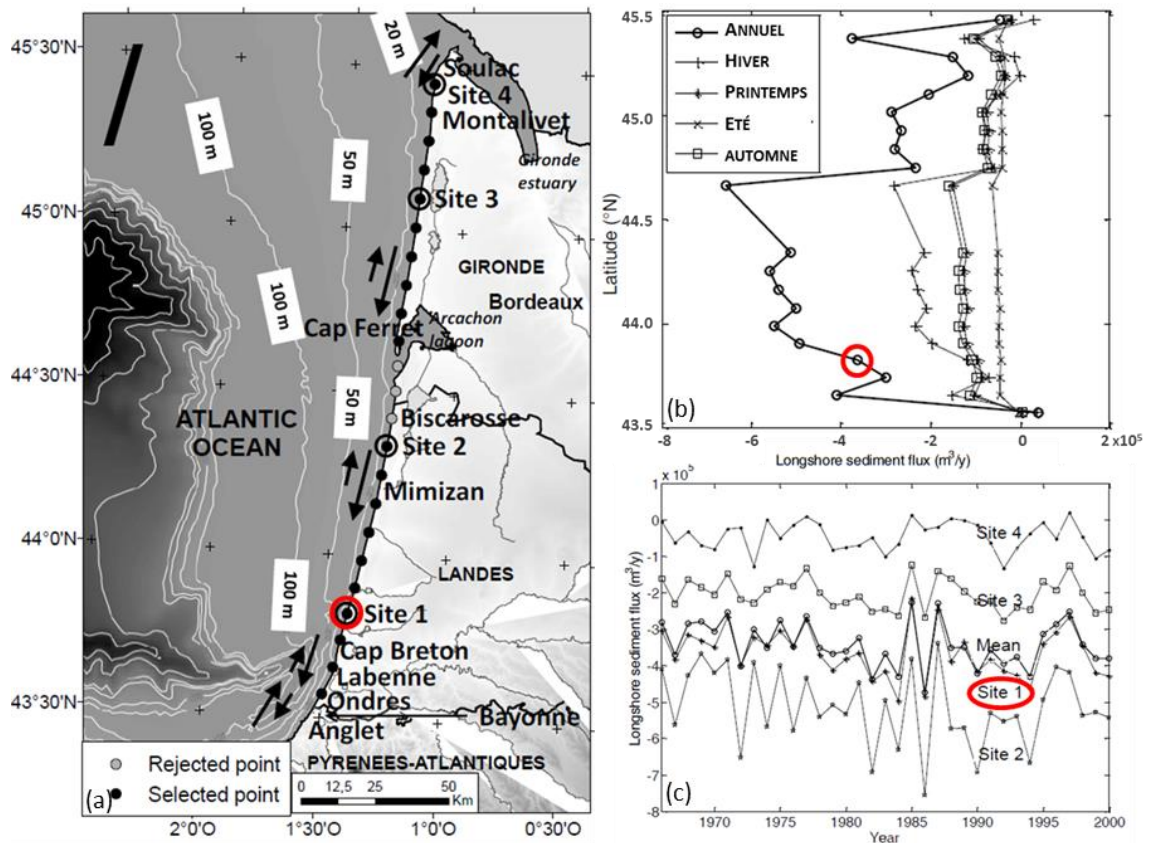 45°30'N
45°0'N
44°30'N
44°0'N
43°30'N
20 m
100 m
50 m
100 m
50 m
100 m
Soulac
Site 4
Montalivet
Gironde
estuary
Site 3
GIRONDE
Bordeaux
Cap Ferret
Arcachon
lagoon
ATLANTIC
OCEAN
Biscarosse
Site 2
Mimizan
LANDES
Site 1
Cap Breton
Labenne
Ondres
Bayonne
Anglet
PYRENEES-ATLANTIQUES
Rejected point
Selected point
(a)
0 12,5 25 50
Km
2°0'O 1°30'O 1°0'O 0°30'O
45.5
45.0
44.5
44.0
43.5
Latitude (°N)
ANNUEL
HIVER
PRINTEMPS
ETÉ
AUTOMNE
(b)
-8 -6 -4 -2 0 2 x 10⁵
Longshore sediment flux (m³/y)
x 10⁵
1
0
-1
-2
-3
-4
-5
-6
-7
-8
Longshore sediment flux (m³/y)
Site 4
Site 3
Mean
Site 1
Site 2
(c)
1970 1975 1980 1985 1990 1995 2000
Year